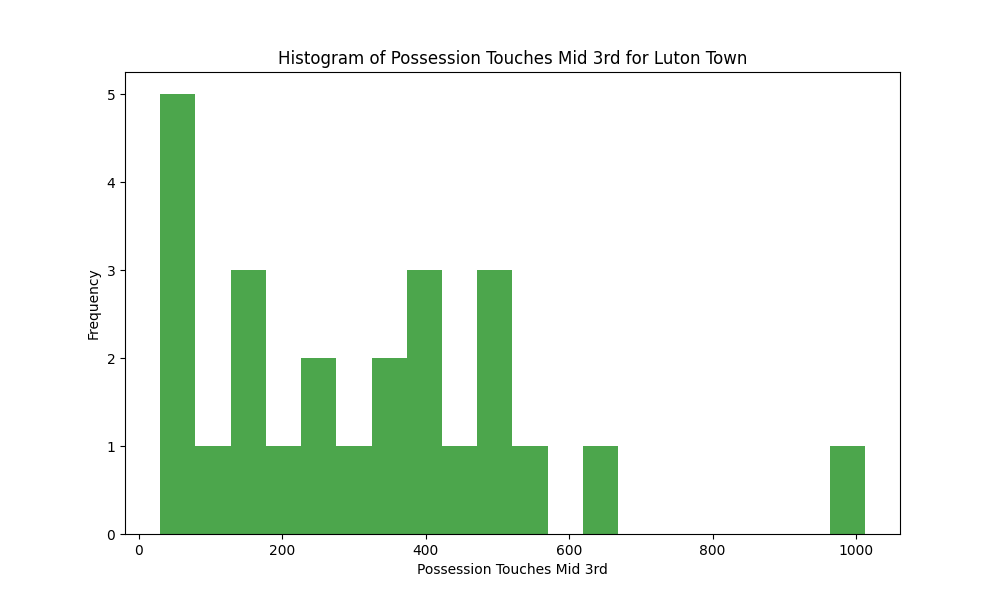 Histogram of Possession Touches Mid 3rd for Luton Town
5
4
3
2
1
0
Frequency
0 200 400 600 800 1000
Possession Touches Mid 3rd